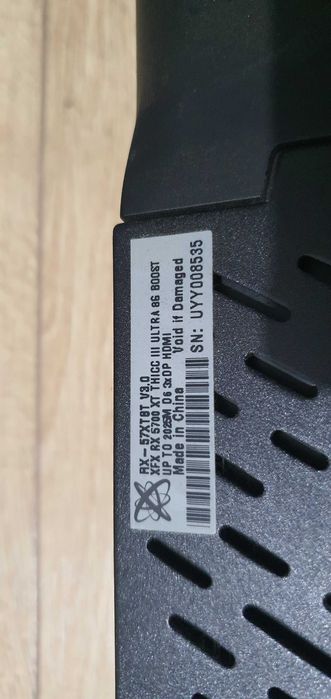 RX-57XT8T V3.0
XFX RX 5700 XT THICC III ULTRA 8G BOOST
UP TO 2025M D6 3xDP HDMI
Made in China Void if Damaged
SN: UYY008535